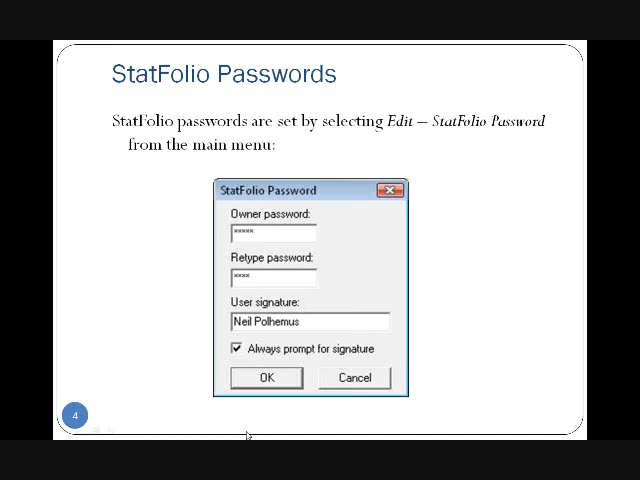 StatFolio Passwords
StatFolio passwords are set by selecting Edit – StatFolio Password
from the main menu:
StatFolio Password
Owner password:
*****
Retype password:
****
User signature:
Neil Polhemus
Always prompt for signature
OK Cancel
4